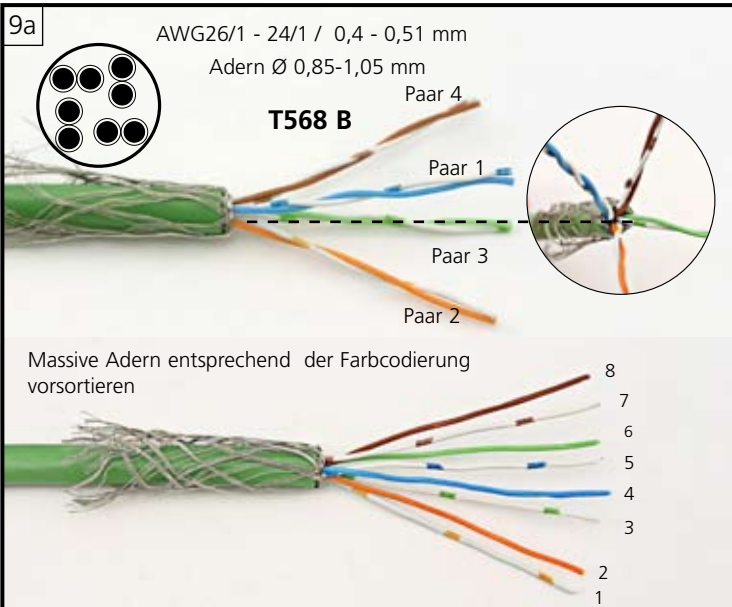 9a
AWG26/1 - 24/1 / 0,4 - 0,51 mm
Adern Ø 0,85-1,05 mm
T568 B
Paar 4
Paar 1
Paar 3
Paar 2
Massive Adern entsprechend der Farbcodierung
vorsortieren
8
7
6
5
4
3
2
1